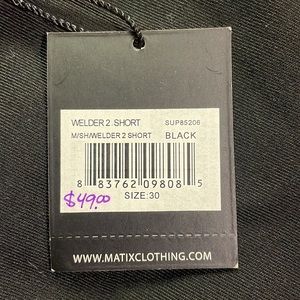 WELDER 2 SHORT SUP85206
M/SH/WELDER 2 SHORT BLACK
8 83762 09808 5
$49.00
SIZE:30
WWW.MATIXCLOTHING.COM